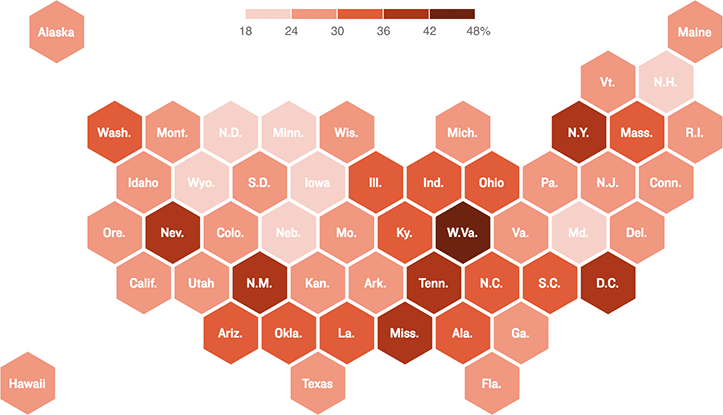 18 24 30 36 42 48%
Alaska Maine
Vt. N.H.
Wash. Mont. N.D. Minn. Wis. Mich. N.Y. Mass. R.I.
Idaho Wyo. S.D. Iowa Ill. Ind. Ohio Pa. N.J. Conn.
Ore. Nev. Colo. Neb. Mo. Ky. W.Va. Va. Md. Del.
Calif. Utah N.M. Kan. Ark. Tenn. N.C. S.C. D.C.
Ariz. Okla. La. Miss. Ala. Ga.
Hawaii Texas Fla.